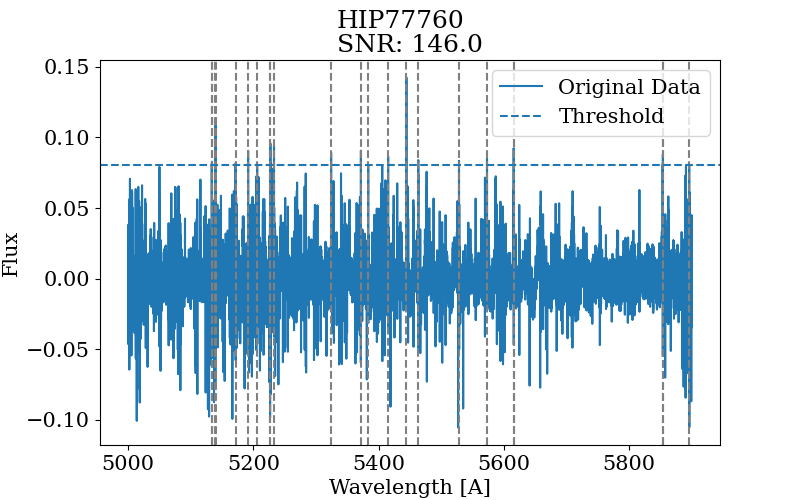 HIP77760
SNR: 146.0
0.15
0.10
0.05
0.00
−0.05
−0.10
Flux
Original Data
Threshold
5000 5200 5400 5600 5800
Wavelength [A]